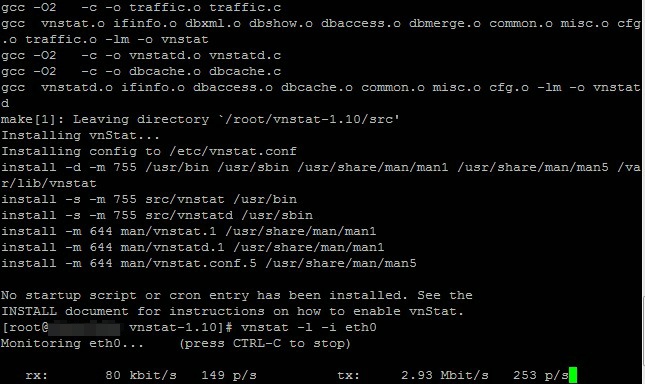 gcc -O2   -c -o traffic.o traffic.c
gcc  vnstat.o ifinfo.o dbxml.o dbshow.o dbaccess.o dbmerge.o common.o misc.o cfg
.o traffic.o -lm -o vnstat
gcc -O2   -c -o vnstatd.o vnstatd.c
gcc -O2   -c -o dbcache.o dbcache.c
gcc  vnstatd.o ifinfo.o dbaccess.o dbcache.o common.o misc.o cfg.o -lm -o vnstat
d
make[1]: Leaving directory `/root/vnstat-1.10/src'
Installing vnStat...
Installing config to /etc/vnstat.conf
install -d -m 755 /usr/bin /usr/sbin /usr/share/man/man1 /usr/share/man/man5 /va
r/lib/vnstat
install -s -m 755 src/vnstat /usr/bin
install -s -m 755 src/vnstatd /usr/sbin
install -m 644 man/vnstat.1 /usr/share/man/man1
install -m 644 man/vnstatd.1 /usr/share/man/man1
install -m 644 man/vnstat.conf.5 /usr/share/man/man5

No startup script or cron entry has been installed. See the
INSTALL document for instructions on how to enable vnStat.
[root@ vnstat-1.10]# vnstat -l -i eth0
Monitoring eth0...    (press CTRL-C to stop)

   rx:       80 kbit/s   149 p/s          tx:     2.93 Mbit/s   253 p/s